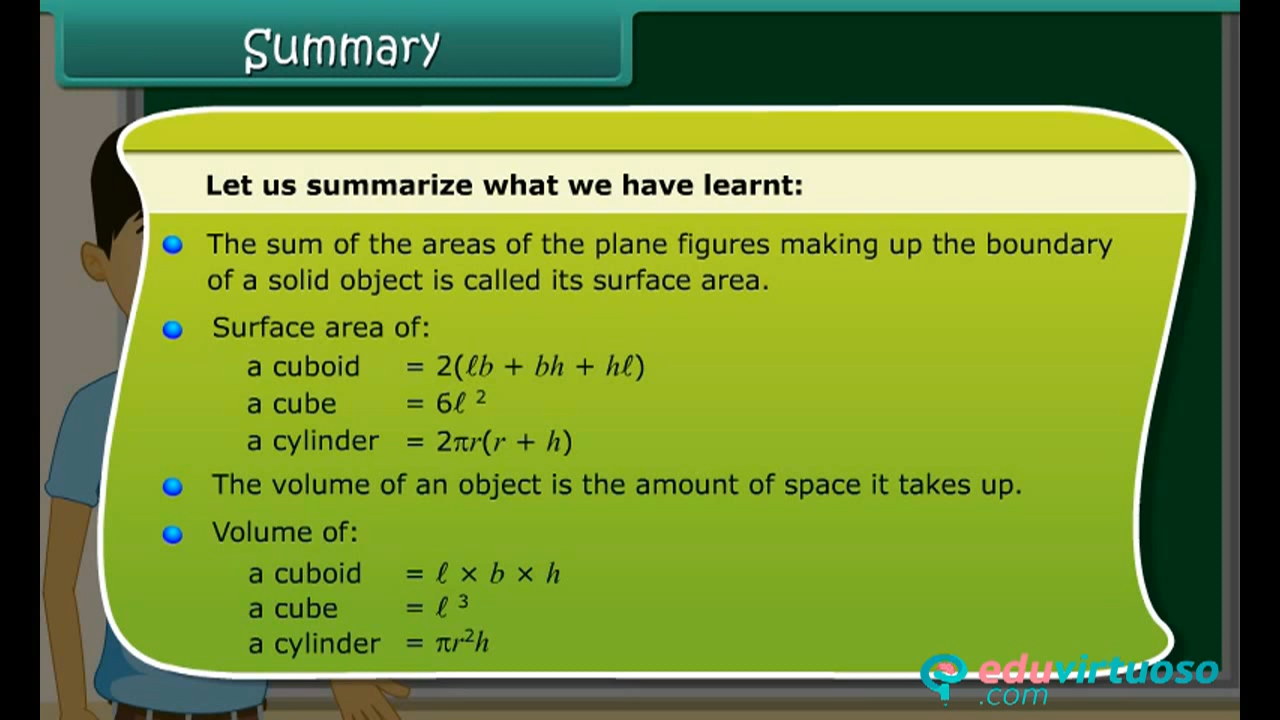 Summary
Let us summarize what we have learnt:
The sum of the areas of the plane figures making up the boundary
of a solid object is called its surface area.
Surface area of:
a cuboid = 2(ℓb + bh + hℓ)
a cube = 6ℓ ²
a cylinder = 2πr(r + h)
The volume of an object is the amount of space it takes up.
Volume of:
a cuboid = ℓ × b × h
a cube = ℓ ³
a cylinder = πr²h
eduvirtuoso
.com